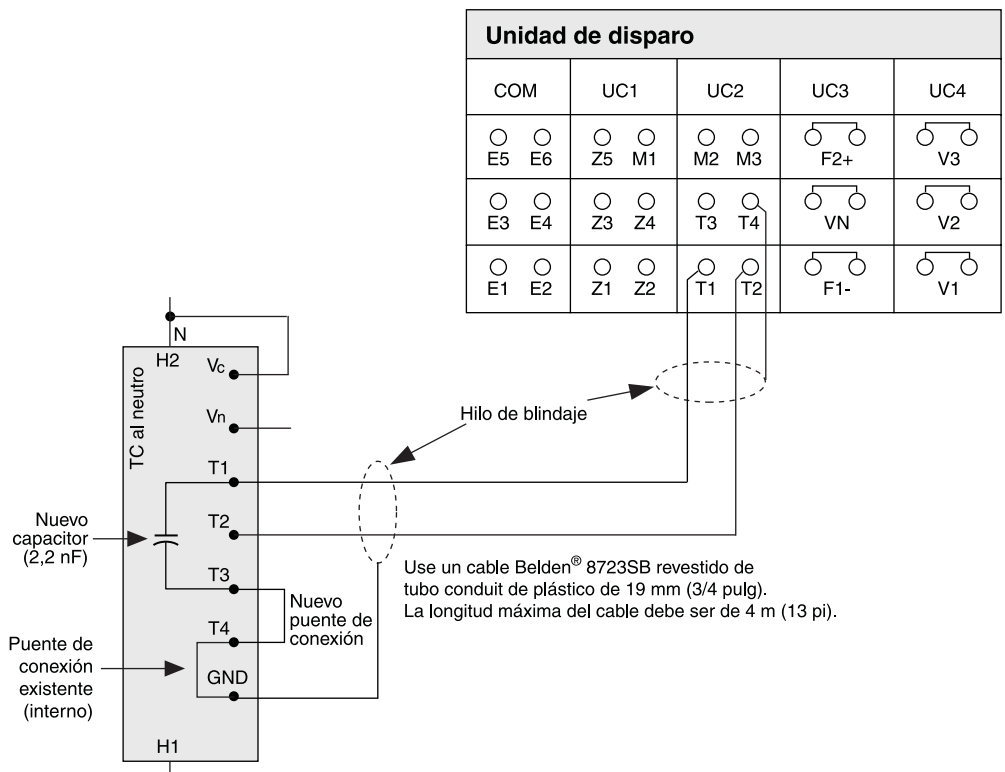 Unidad de disparo
COM UC1 UC2 UC3 UC4
E5 E6 Z5 M1 M2 M3 F2+ V3
E3 E4 Z3 Z4 T3 T4 VN V2
E1 E2 Z1 Z2 T1 T2 F1- V1
N
H2
Vc
TC al neutro
Vn
Hilo de blindaje
T1
Nuevo
capacitor
(2,2 nF)
T2
Use un cable Belden® 8723SB revestido de
tubo conduit de plástico de 19 mm (3/4 pulg).
La longitud máxima del cable debe ser de 4 m (13 pi).
T3
Nuevo
puente de
conexión
T4
Puente de
conexión
existente
(interno)
GND
H1